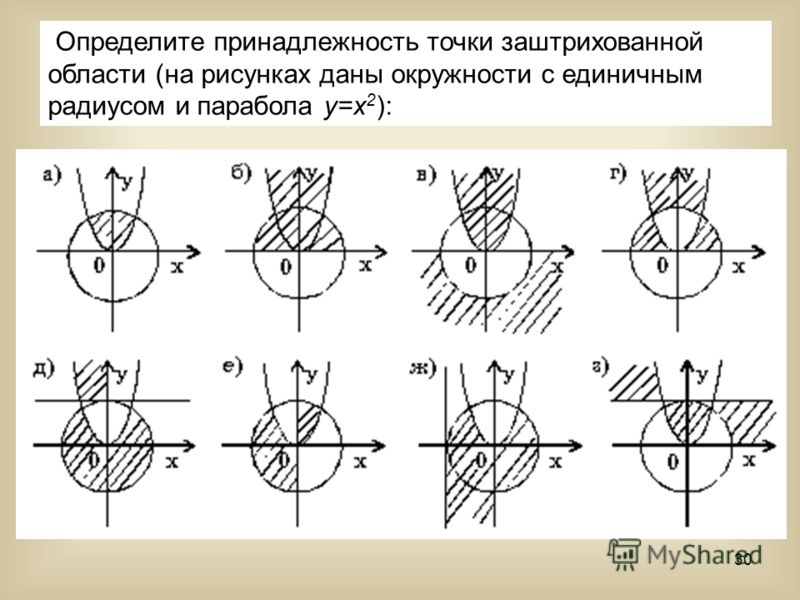 Определите принадлежность точки заштрихованной
области (на рисунках даны окружности с единичным
радиусом и парабола y=x²):
а) y 0 x
б) y 0 x
в) y 0 x
г) y 0 x
д) y 0 x
е) y 0 x
ж) y 0 x
з) y 0 x
MyShared
30